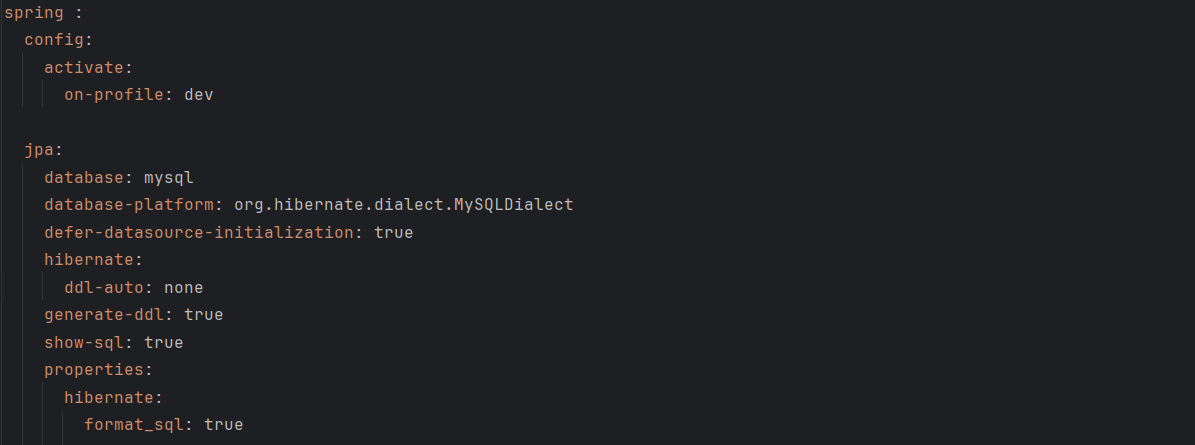 spring :
  config:
    activate:
      on-profile: dev

  jpa:
    database: mysql
    database-platform: org.hibernate.dialect.MySQLDialect
    defer-datasource-initialization: true
    hibernate:
      ddl-auto: none
    generate-ddl: true
    show-sql: true
    properties:
      hibernate:
        format_sql: true